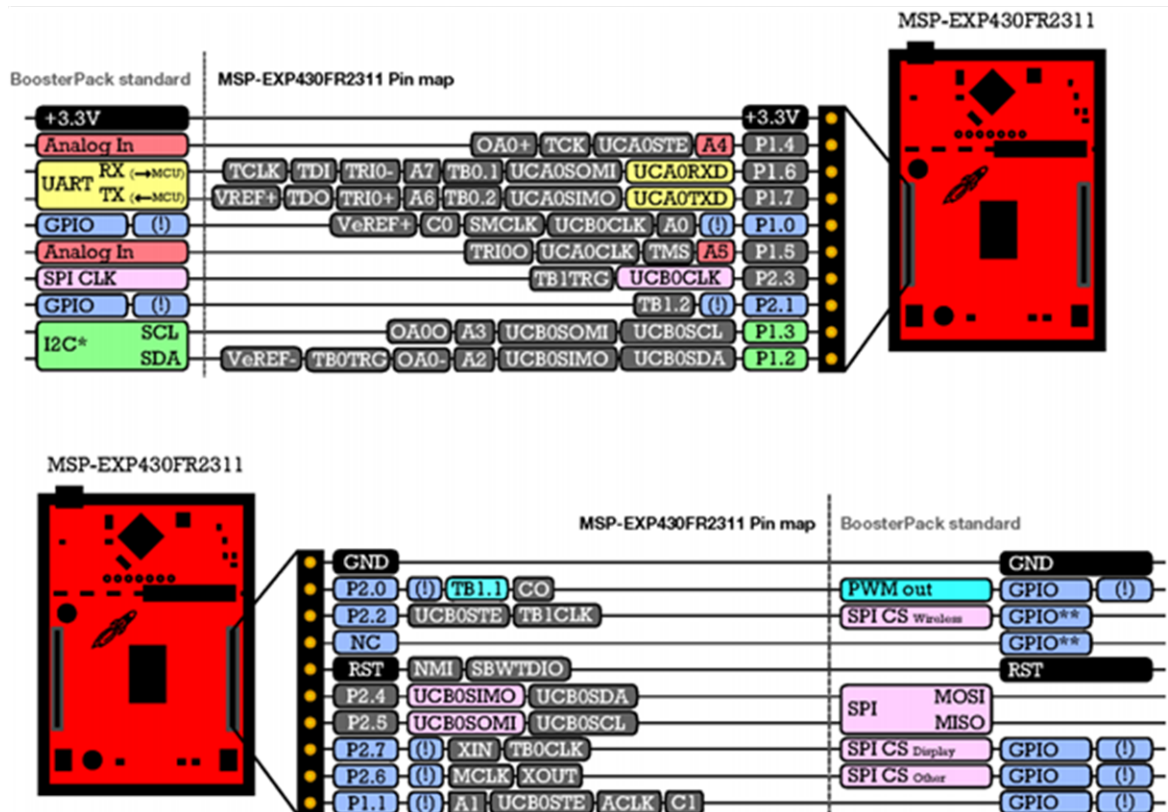 MSP-EXP430FR2311
BoosterPack standard MSP-EXP430FR2311 Pin map
+3.3V +3.3V
Analog In OA0+ TCK UCA0STE A4 P1.4
UART RX (→MCU) TCLK TDI TRI0- A7 TB0.1 UCA0SOMI UCA0RXD P1.6
TX (←MCU) VREF+ TDO TRI0+ A6 TB0.2 UCA0SIMO UCA0TXD P1.7
GPIO (!) VeREF+ C0 SMCLK UCB0CLK A0 (!) P1.0
Analog In TRI0O UCA0CLK TMS A5 P1.5
SPI CLK TB1TRG UCB0CLK P2.3
GPIO (!) TB1.2 (!) P2.1
I2C* SCL OA0O A3 UCB0SOMI UCB0SCL P1.3
SDA VeREF- TB0TRG OA0- A2 UCB0SIMO UCB0SDA P1.2
MSP-EXP430FR2311
MSP-EXP430FR2311 Pin map BoosterPack standard
GND GND
P2.0 (!) TB1.1 CO PWM out GPIO (!)
P2.2 UCB0STE TB1CLK SPI CS Wireless GPIO**
NC GPIO**
RST NMI SBWTDIO RST
P2.4 UCB0SIMO UCB0SDA SPI MOSI
P2.5 UCB0SOMI UCB0SCL MISO
P2.7 (!) XIN TB0CLK SPI CS Display GPIO (!)
P2.6 (!) MCLK XOUT SPI CS Other GPIO (!)
P1.1 (!) A1 UCB0STE ACLK C1 GPIO (!)